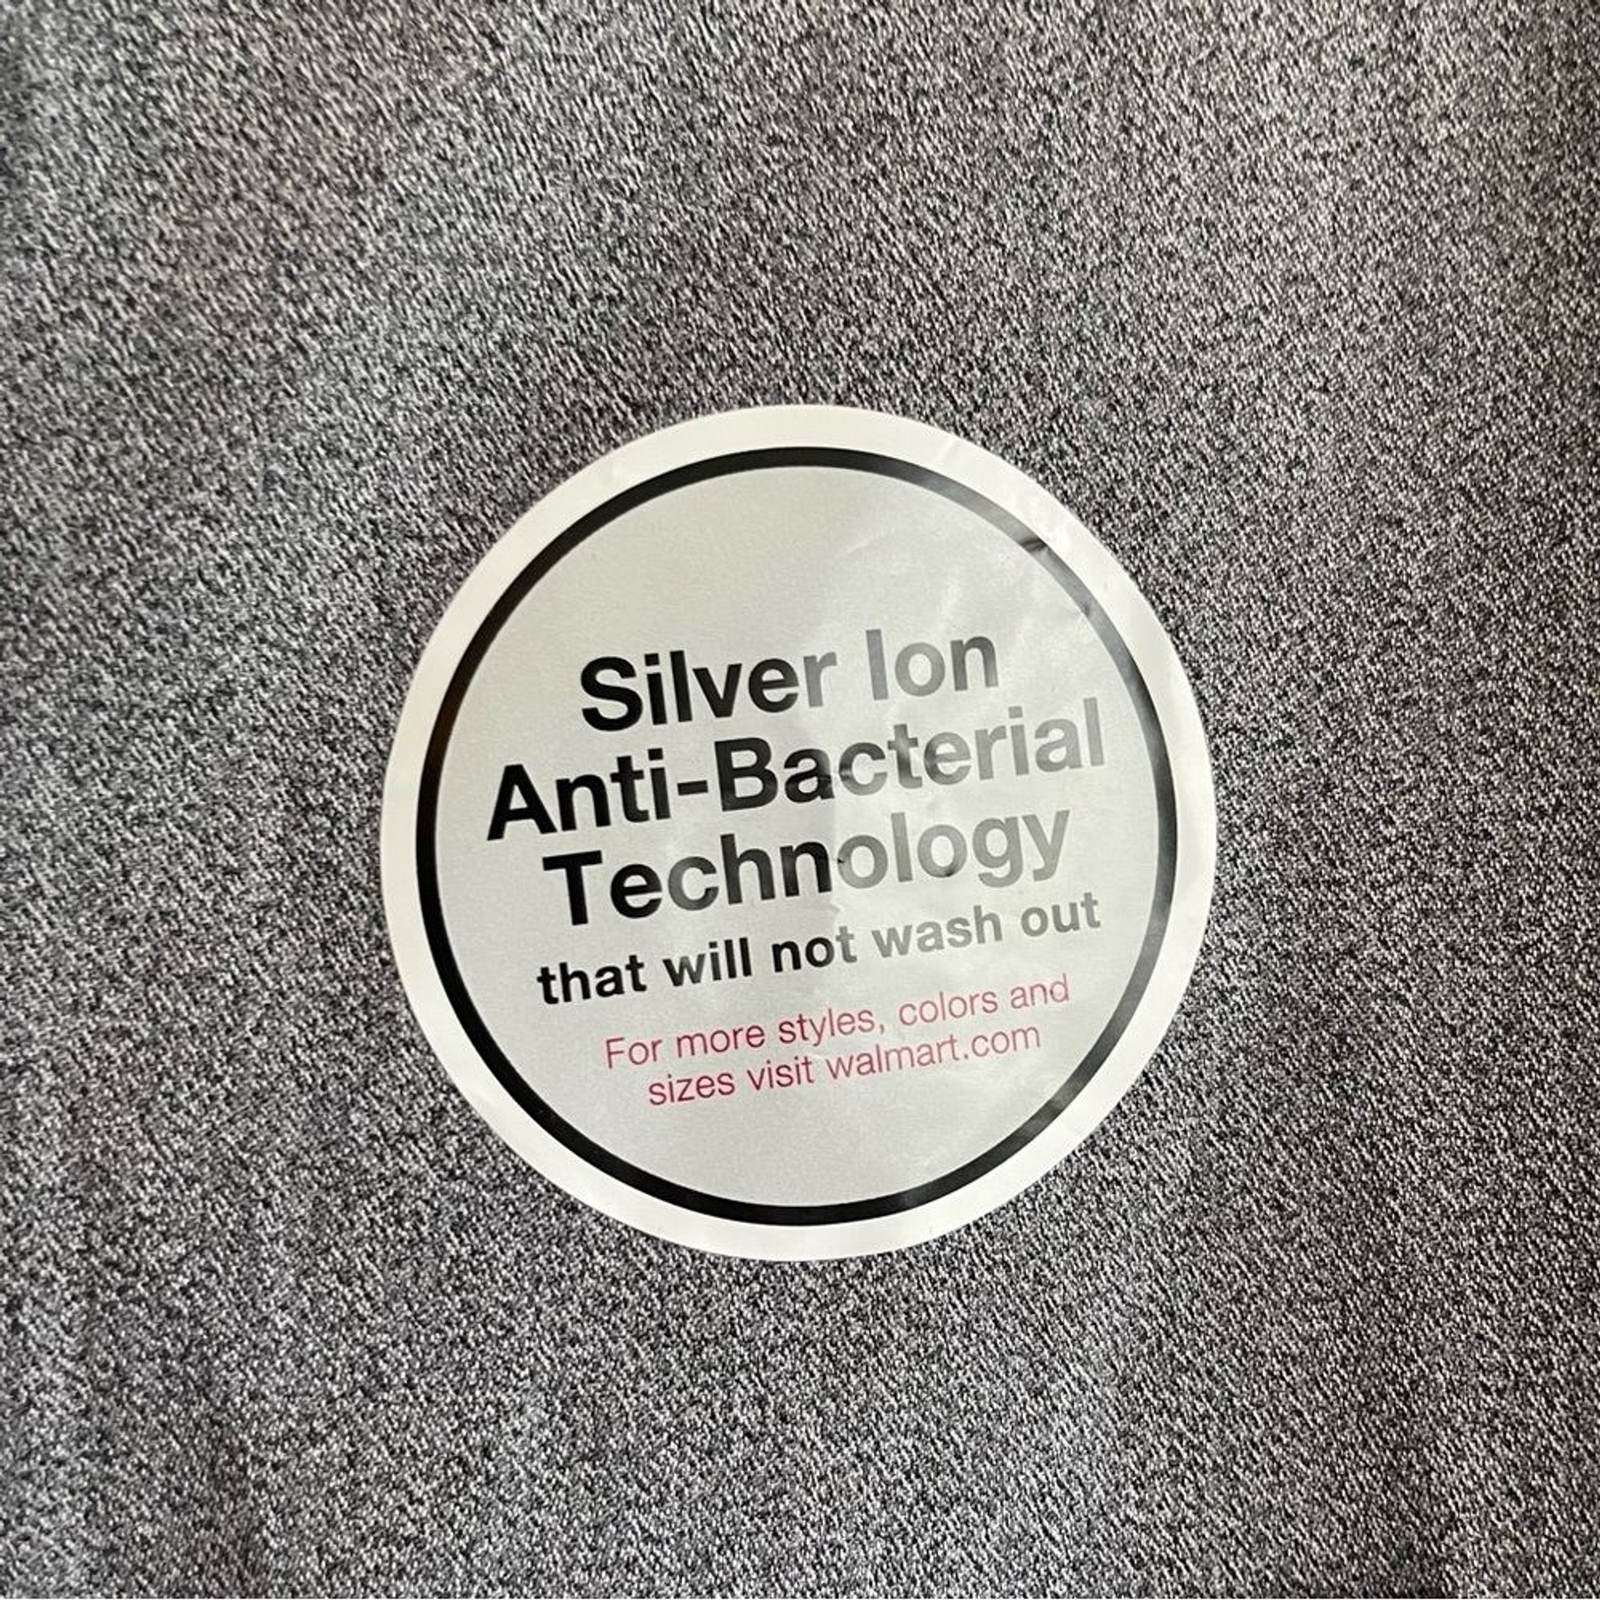 Silver Ion
Anti-Bacterial
Technology
that will not wash out
For more styles, colors and
sizes visit walmart.com